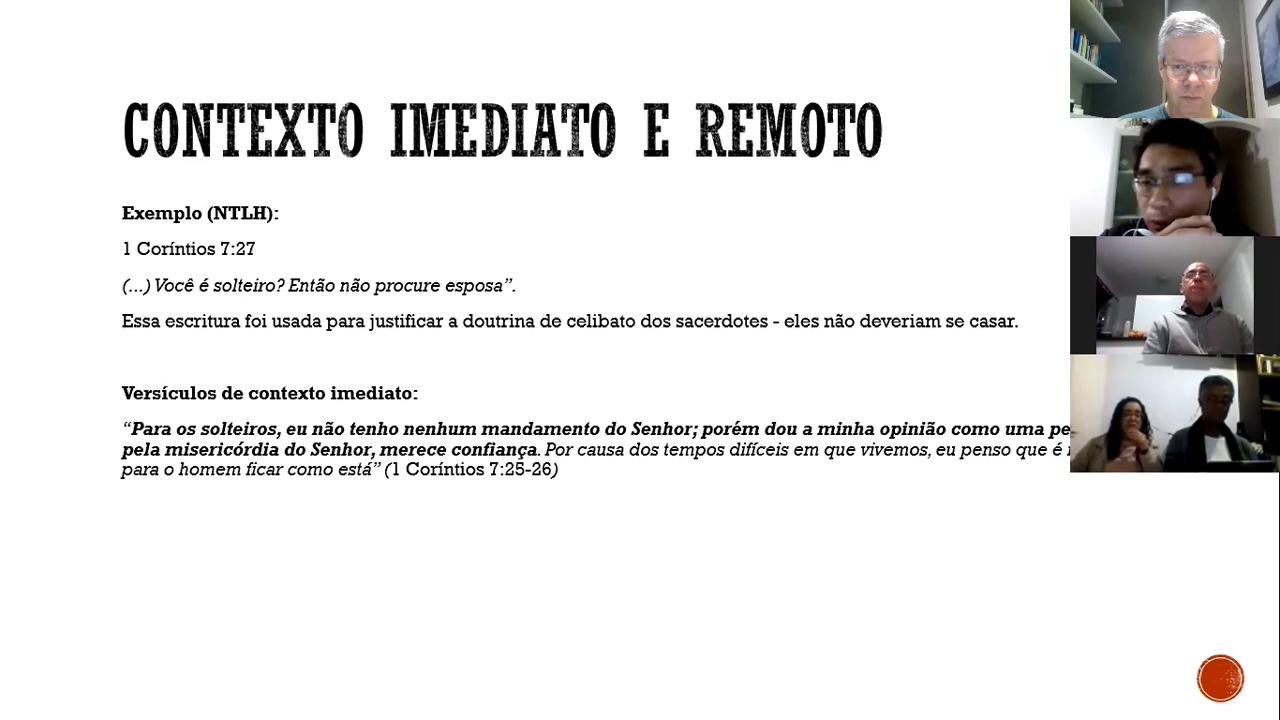 CONTEXTO IMEDIATO E REMOTO
Exemplo (NTLH):
1 Coríntios 7:27
(...) Você é solteiro? Então não procure esposa”.
Essa escritura foi usada para justificar a doutrina de celibato dos sacerdotes - eles não deveriam se casar.
Versículos de contexto imediato:
“Para os solteiros, eu não tenho nenhum mandamento do Senhor; porém dou a minha opinião como uma
pela misericórdia do Senhor, merece confiança. Por causa dos tempos difíceis em que vivemos, eu penso que é
para o homem ficar como está” (1 Coríntios 7:25-26)